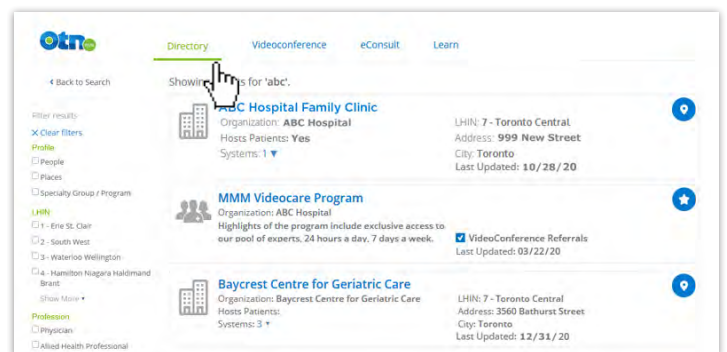 otn
Directory
Videoconference
eConsult
Learn
Back to Search
Showing for 'abc'.
Filter results
Clear filters
Profile
People
Places
Specialty Group / Program
LHIN
1 - Erie St. Clair
2 - South West
3 - Waterloo Wellington
4 - Hamilton Niagara Haldimand
Brant
Show More
Profession
Physician
Allied Health Professional
ABC Hospital Family Clinic
Organization: ABC Hospital
Hosts Patients: Yes
Systems: 1
LHIN: 7 - Toronto Central
Address: 999 New Street
City: Toronto
Last Updated: 10/28/20
MMM Videocare Program
Organization: ABC Hospital
Highlights of the program include exclusive access to
our pool of experts, 24 hours a day, 7 days a week.
VideoConference Referrals
Last Updated: 03/22/20
Baycrest Centre for Geriatric Care
Organization: Baycrest Centre for Geriatric Care
Hosts Patients:
Systems: 3
LHIN: 7 - Toronto Central
Address: 3560 Bathurst Street
City: Toronto
Last Updated: 12/31/20